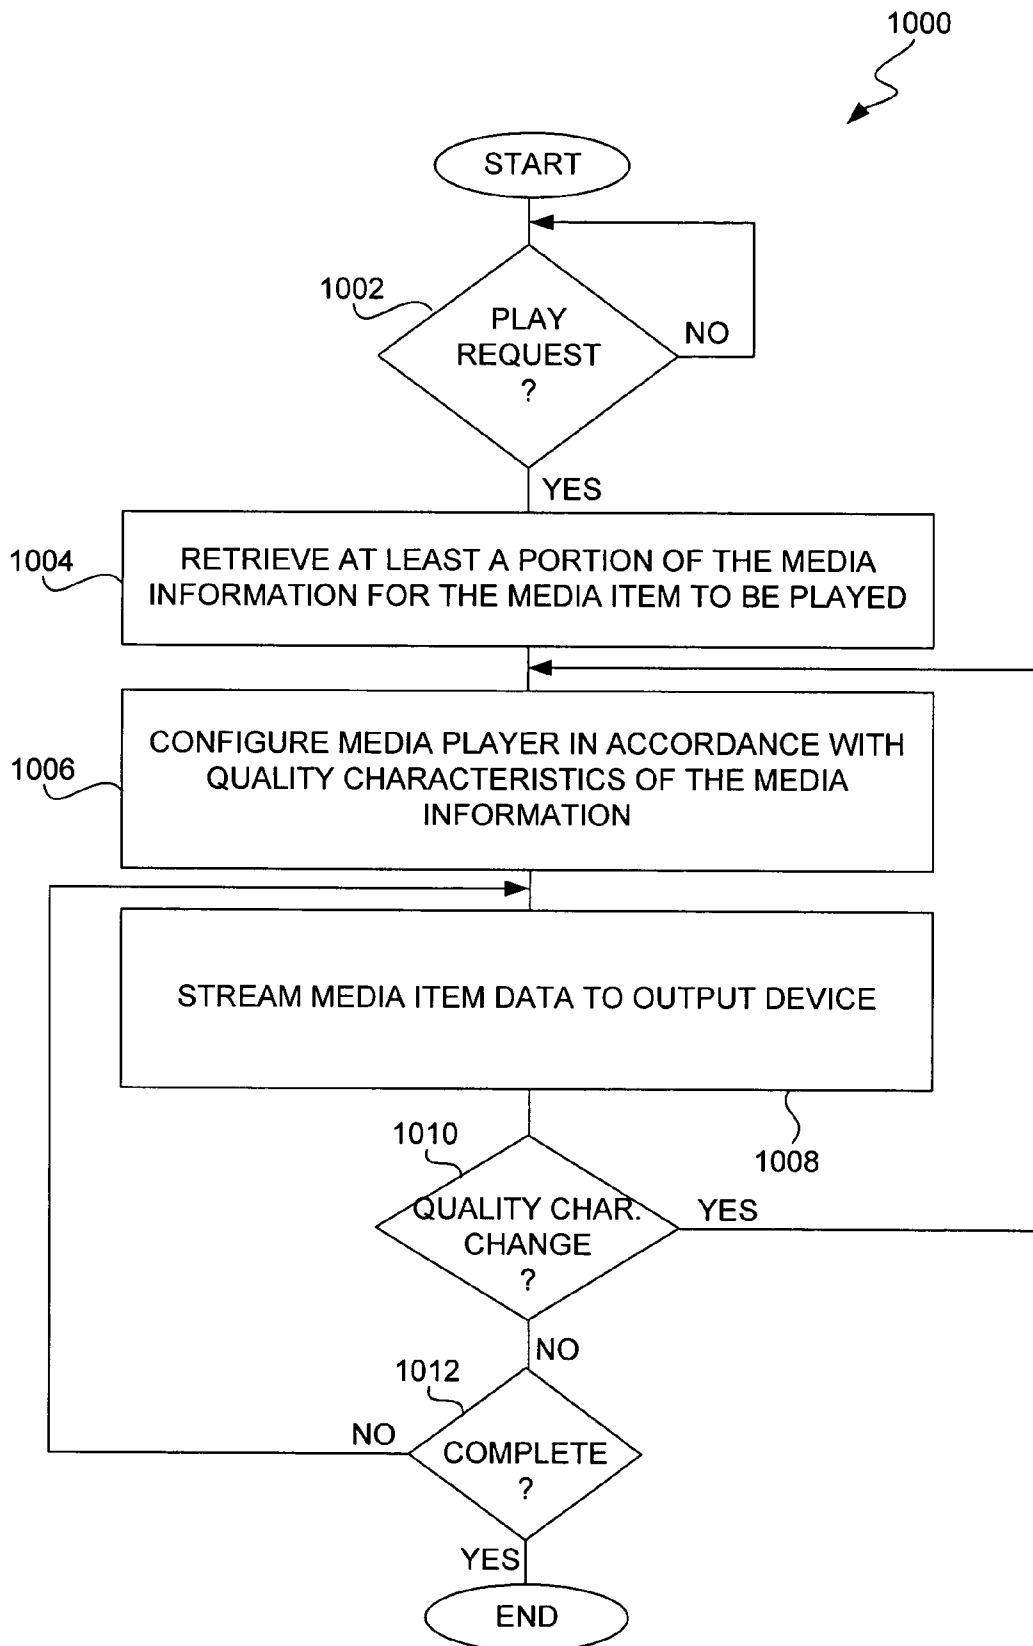 1000
START
1002
PLAY
REQUEST
?
NO
YES
1004
RETRIEVE AT LEAST A PORTION OF THE MEDIA
INFORMATION FOR THE MEDIA ITEM TO BE PLAYED
1006
CONFIGURE MEDIA PLAYER IN ACCORDANCE WITH
QUALITY CHARACTERISTICS OF THE MEDIA
INFORMATION
STREAM MEDIA ITEM DATA TO OUTPUT DEVICE
1008
1010
QUALITY CHAR.
CHANGE
?
YES
NO
1012
COMPLETE
?
NO
YES
END